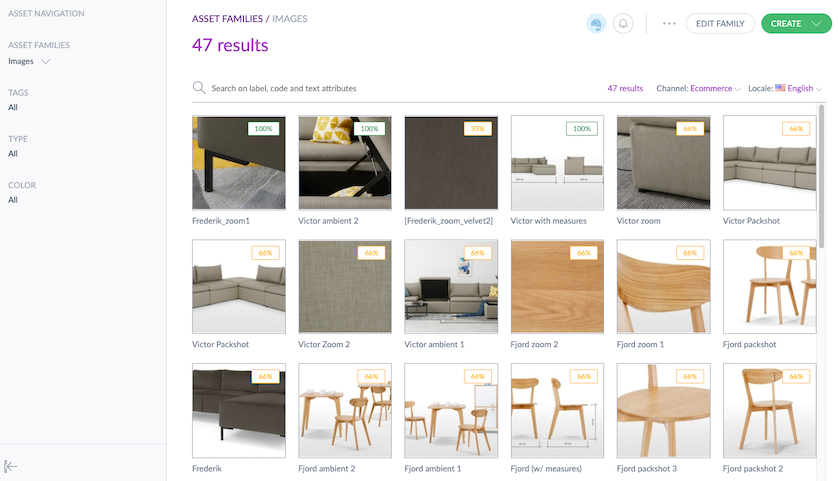 ASSET NAVIGATION
ASSET FAMILIES
Images
TAGS
All
TYPE
All
COLOR
All
ASSET FAMILIES / IMAGES
EDIT FAMILY
CREATE
47 results
Search on label, code and text attributes
47 results
Channel: Ecommerce
Locale: English
100%
100%
33%
100%
66%
66%
Frederik_zoom1
Victor ambient 2
[Frederik_zoom_velvet2]
Victor with measures
Victor zoom
Victor Packshot
66%
66%
66%
66%
66%
66%
Victor Packshot
Victor Zoom 2
Victor ambient 1
Fjord zoom 2
Fjord zoom 1
Fjord packshot
66%
66%
66%
66%
66%
66%
Frederik
Fjord ambient 2
Fjord ambient 1
Fjord (w/ measures)
Fjord packshot 3
Fjord packshot 2